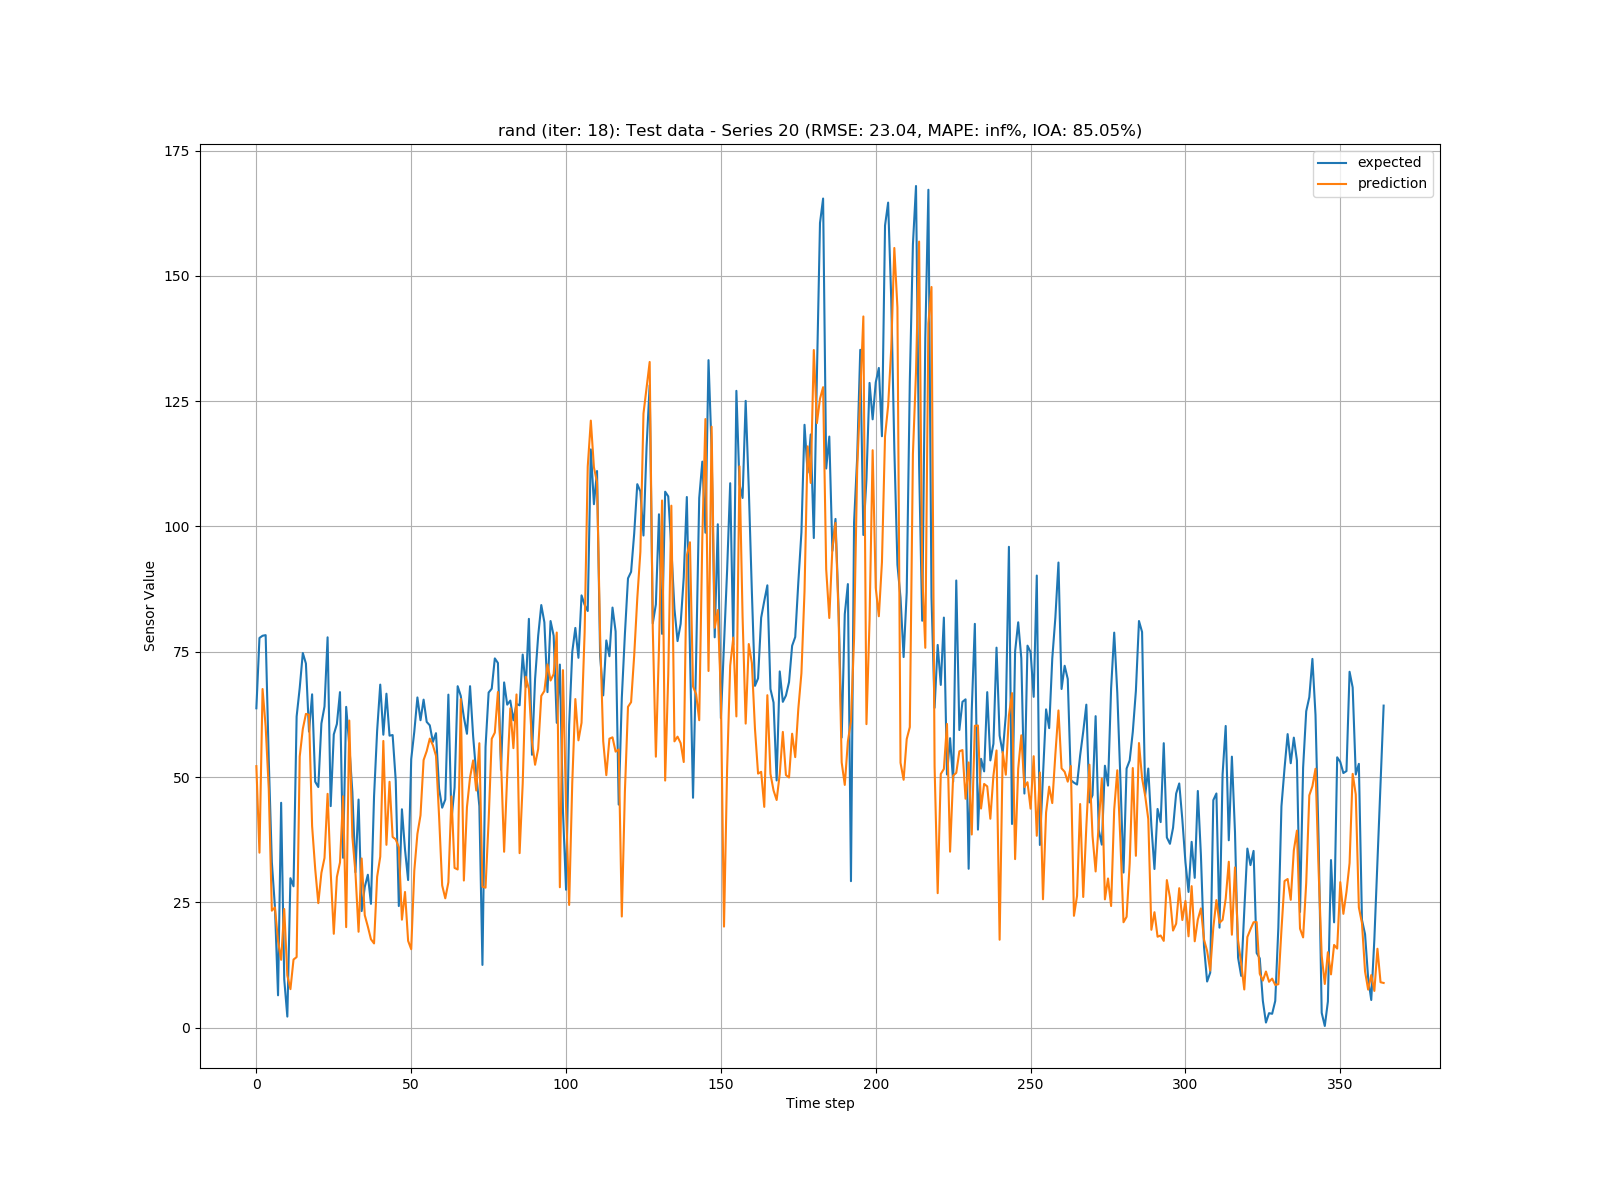 rand (iter: 18): Test data - Series 20 (RMSE: 23.04, MAPE: inf%, IOA: 85.05%)
expected
prediction
175
150
125
100
75
50
25
0
Sensor Value
0 50 100 150 200 250 300 350
Time step